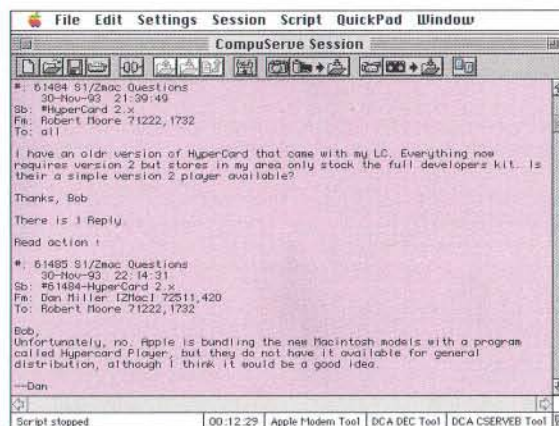 File Edit Settings Session Script QuickPad Window
CompuServe Session
#: 61484 S1/Zmac Questions
30-Nov-93 21:39:49
Sb: #HyperCard 2.x
Fm: Robert Moore 71222,1732
To: all
I have an oldr version of HyperCard that came with my LC. Everything now
requires version 2 but stores in my area only stock the full developers kit. Is
their a simple version 2 player available?
Thanks, Bob
There is 1 Reply.
Read action !
#: 61485 S1/Zmac Questions
30-Nov-93 22:14:31
Sb: #61484-HyperCard 2.x
Fm: Dan Miller [ZMac] 72511,420
To: Robert Moore 71222,1732
Bob,
Unfortunately, no. Apple is bundling the new Macintosh models with a program
called Hypercard Player, but they do not have it available for general
distribution, although I think it would be a good idea.
--Dan
Script stopped 00:12:29 Apple Modem Tool DCA DEC Tool DCA CSERVEB Tool